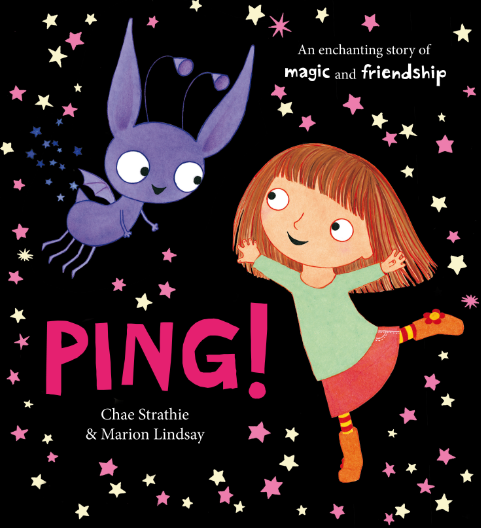 An enchanting story of
magic and friendship
PING!
Chae Strathie
& Marion Lindsay